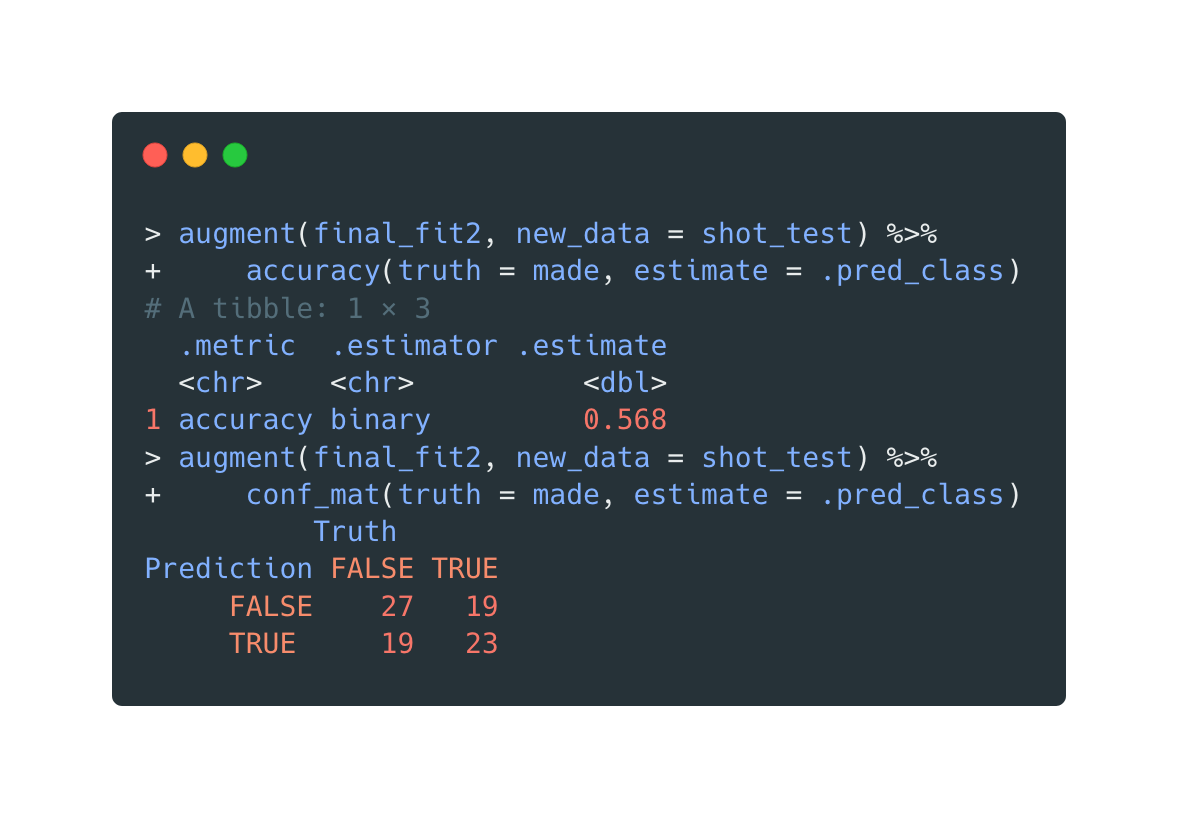 > augment(final_fit2, new_data = shot_test) %>%
+     accuracy(truth = made, estimate = .pred_class)
# A tibble: 1 × 3
  .metric  .estimator .estimate
  <chr>    <chr>          <dbl>
1 accuracy binary         0.568
> augment(final_fit2, new_data = shot_test) %>%
+     conf_mat(truth = made, estimate = .pred_class)
          Truth
Prediction FALSE TRUE
     FALSE    27   19
     TRUE     19   23